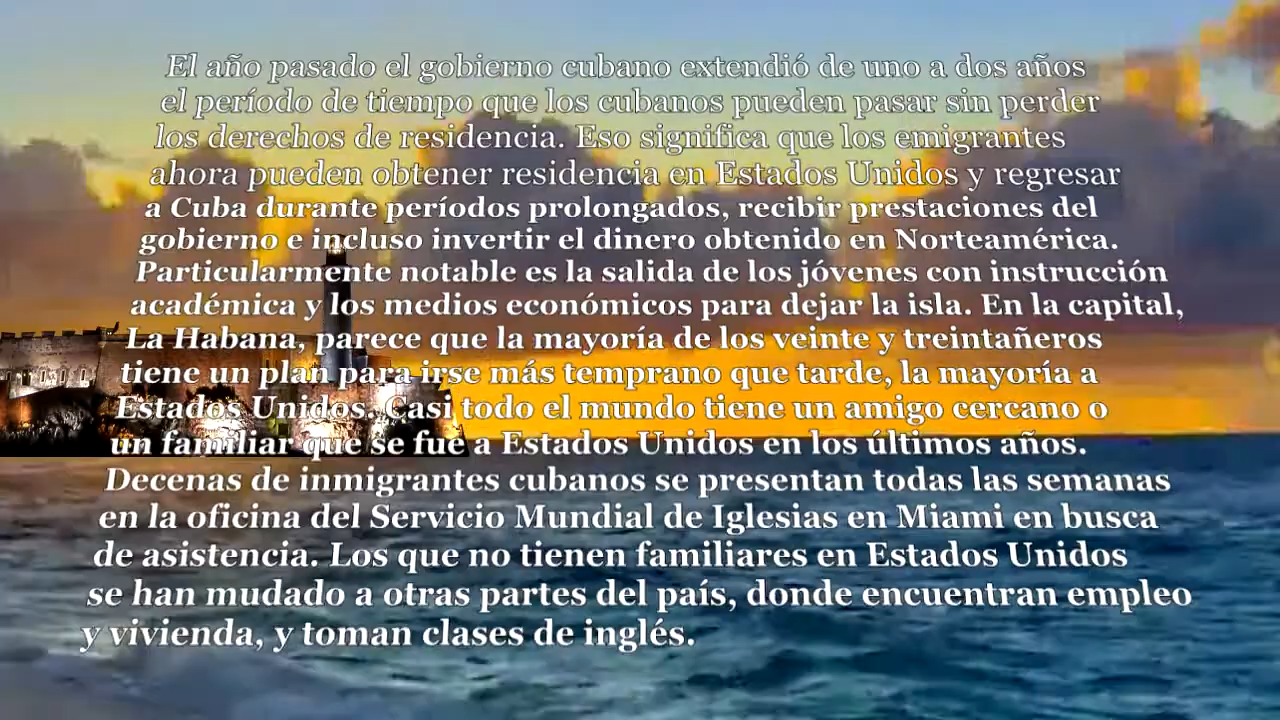 El año pasado el gobierno cubano extendió de uno a dos años
el período de tiempo que los cubanos pueden pasar sin perder
los derechos de residencia. Eso significa que los emigrantes
ahora pueden obtener residencia en Estados Unidos y regresar
a Cuba durante períodos prolongados, recibir prestaciones del
gobierno e incluso invertir el dinero obtenido en Norteamérica.
Particularmente notable es la salida de los jóvenes con instrucción
académica y los medios económicos para dejar la isla. En la capital,
La Habana, parece que la mayoría de los veinte y treintañeros
tiene un plan para irse más temprano que tarde, la mayoría a
Estados Unidos. Casi todo el mundo tiene un amigo cercano o
un familiar que se fue a Estados Unidos en los últimos años.
Decenas de inmigrantes cubanos se presentan todas las semanas
en la oficina del Servicio Mundial de Iglesias en Miami en busca
de asistencia. Los que no tienen familiares en Estados Unidos
se han mudado a otras partes del país, donde encuentran empleo
y vivienda, y toman clases de inglés.